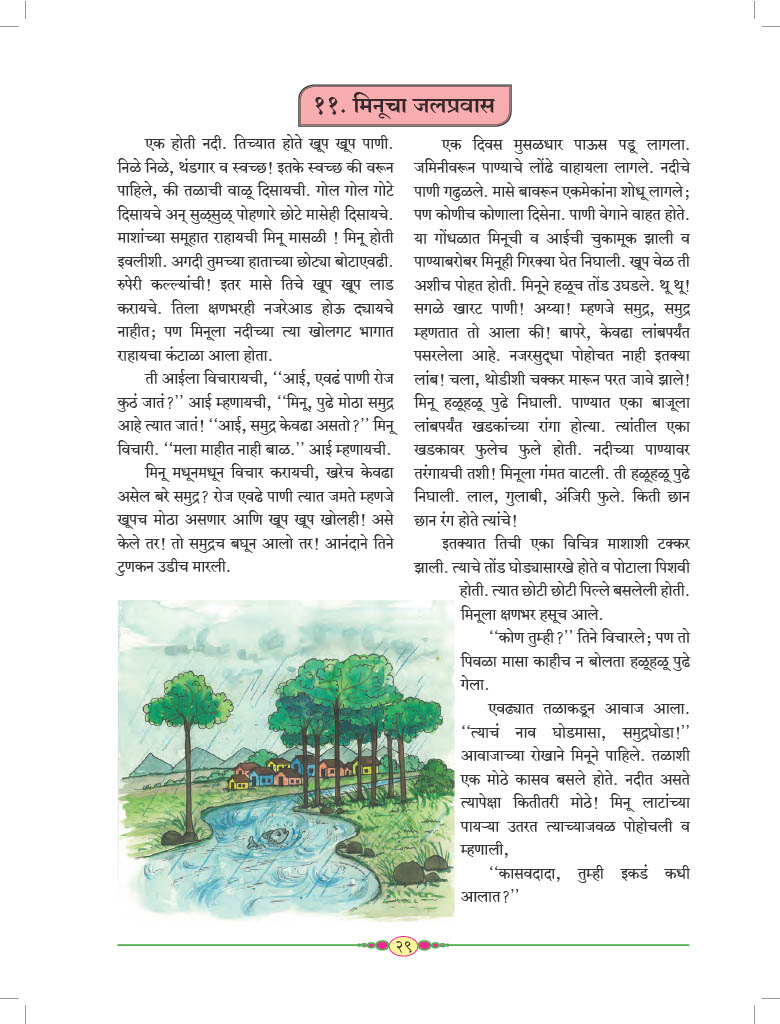 ११. मिनूचा जलप्रवास
एक होती नदी. तिच्यात होते खूप खूप पाणी.
निळे निळे, थंडगार व स्वच्छ! इतके स्वच्छ की वरून
पाहिले, की तळाची वाळू दिसायची. गोल गोल गोटे
दिसायचे अन् सुळ्सुळ् पोहणारे छोटे मासेही दिसायचे.
माशांच्या समूहात राहायची मिनू मासळी ! मिनू होती
इवलीशी. अगदी तुमच्या हाताच्या छोट्या बोटाएवढी.
रुपेरी कल्ल्यांची! इतर मासे तिचे खूप खूप लाड
करायचे. तिला क्षणभरही नजरेआड होऊ द्यायचे
नाहीत; पण मिनूला नदीच्या त्या खोलगट भागात
राहायचा कंटाळा आला होता.
ती आईला विचारायची, ‘‘आई, एवढं पाणी रोज
कुठं जातं?’’ आई म्हणायची, ‘‘मिनू, पुढे मोठा समुद्र
आहे त्यात जातं! ‘‘आई, समुद्र केवढा असतो?’’ मिनू
विचारी. ‘‘मला माहीत नाही बाळ.’’ आई म्हणायची.
मिनू मधूनमधून विचार करायची, खरेच केवढा
असेल बरे समुद्र? रोज एवढे पाणी त्यात जमते म्हणजे
खूपच मोठा असणार आणि खूप खूप खोलही! असे
केले तर! तो समुद्रच बघून आलो तर! आनंदाने तिने
टुणकन उडीच मारली.
एक दिवस मुसळधार पाऊस पडू लागला.
जमिनीवरून पाण्याचे लोंढे वाहायला लागले. नदीचे
पाणी गढुळले. मासे बावरून एकमेकांना शोधू लागले;
पण कोणीच कोणाला दिसेना. पाणी वेगाने वाहत होते.
या गोंधळात मिनूची व आईची चुकामूक झाली व
पाण्याबरोबर मिनूही गिरक्या घेत निघाली. खूप वेळ ती
अशीच पोहत होती. मिनूने हळूच तोंड उघडले. थू थू!
सगळे खारट पाणी! अय्या! म्हणजे समुद्र, समुद्र
म्हणतात तो आला की! बापरे, केवढा लांबपर्यंत
पसरलेला आहे. नजरसुद्धा पोहोचत नाही इतक्या
लांब! चला, थोडीशी चक्कर मारून परत जावे झाले!
मिनू हळूहळू पुढे निघाली. पाण्यात एका बाजूला
लांबपर्यंत खडकांच्या रांगा होत्या. त्यांतील एका
खडकावर फुलेच फुले होती. नदीच्या पाण्यावर
तरंगायची तशी! मिनूला गंमत वाटली. ती हळूहळू पुढे
निघाली. लाल, गुलाबी, अंजिरी फुले. किती छान
छान रंग होते त्यांचे!
इतक्यात तिची एका विचित्र माशाशी टक्कर
झाली. त्याचे तोंड घोड्यासारखे होते व पोटाला पिशवी
होती. त्यात छोटी छोटी पिल्ले बसलेली होती.
मिनूला क्षणभर हसूच आले.
‘‘कोण तुम्ही?’’ तिने विचारले; पण तो
पिवळा मासा काहीच न बोलता हळूहळू पुढे
गेला.
एवढ्यात तळाकडून आवाज आला.
‘‘त्याचं नाव घोडमासा, समुद्रघोडा!’’
आवाजाच्या रोखाने मिनूने पाहिले. तळाशी
एक मोठे कासव बसले होते. नदीत असते
त्यापेक्षा कितीतरी मोठे! मिनू लाटांच्या
पायऱ्या उतरत त्याच्याजवळ पोहोचली व
म्हणाली,
‘‘कासवदादा, तुम्ही इकडं कधी
आलात?’’
२९